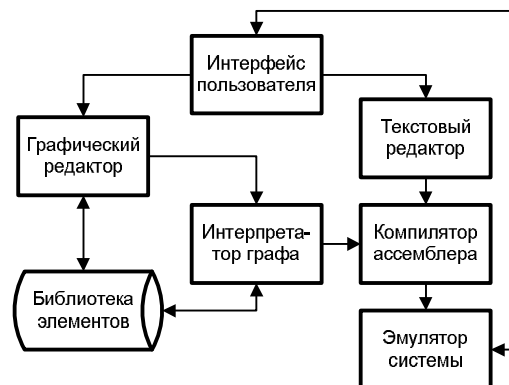 Интерфейс
пользователя
Графический
редактор
Текстовый
редактор
Интерпрета-
тор графа
Компилятор
ассемблера
Библиотека
элементов
Эмулятор
системы